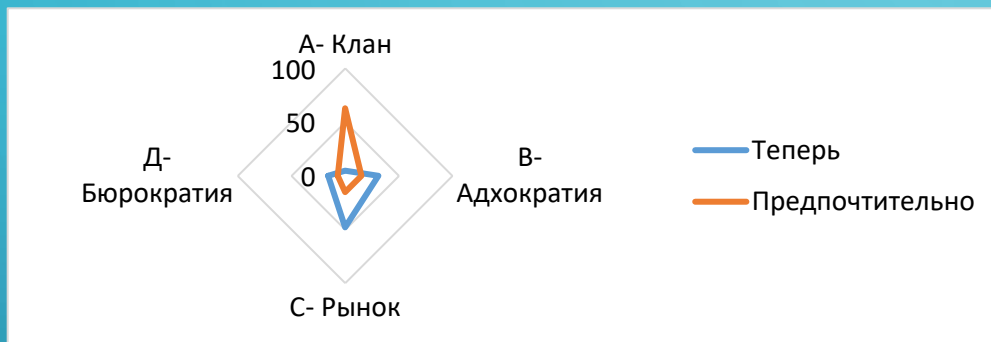 А- Клан
100
50
0
Д-
Бюрократия
В-
Адхократия
С- Рынок
Теперь
Предпочтительно